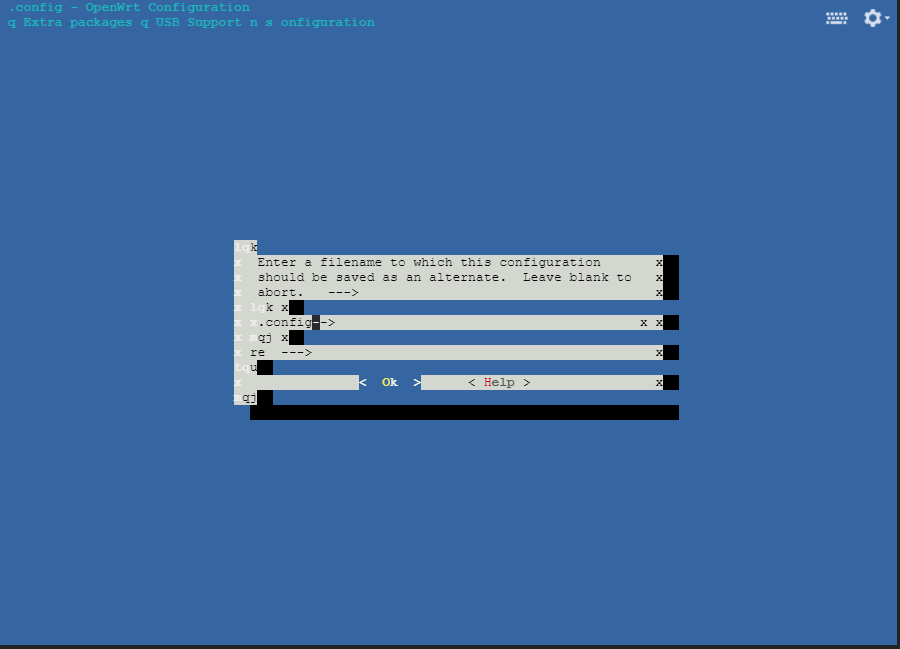 .config - OpenWrt Configuration
q Extra packages q USB Support n s onfiguration
lqk
x  Enter a filename to which this configuration       x
x  should be saved as an alternate.  Leave blank to   x
x  abort.   --->                                      x
x lqk x
x x.config-->                                       x x
x mqj x
x re  --->                                            x
tqu
x               <  Ok  >      < Help >                x
mqj